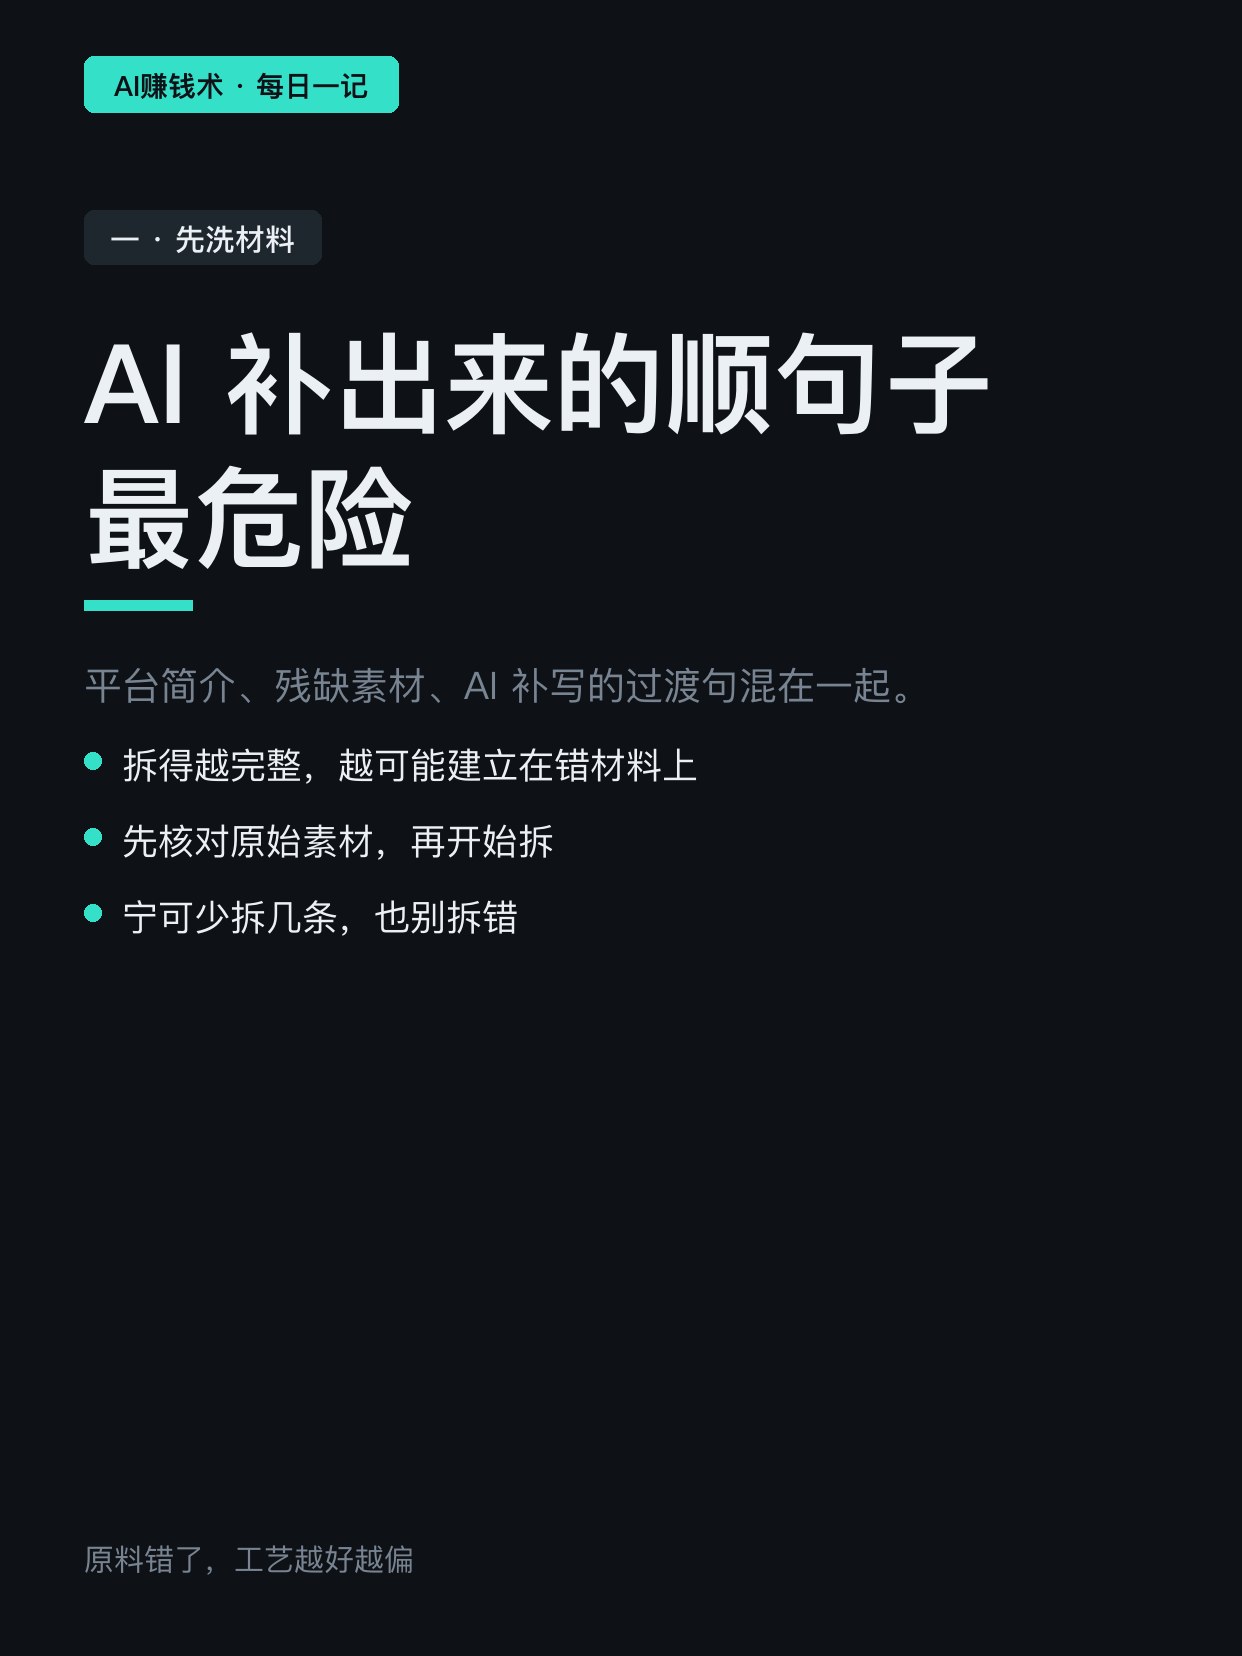 AI赚钱术 · 每日一记
一 · 先洗材料
AI 补出来的顺句子
最危险
平台简介、残缺素材、AI 补写的过渡句混在一起。
拆得越完整，越可能建立在错材料上
先核对原始素材，再开始拆
宁可少拆几条，也别拆错
原料错了，工艺越好越偏